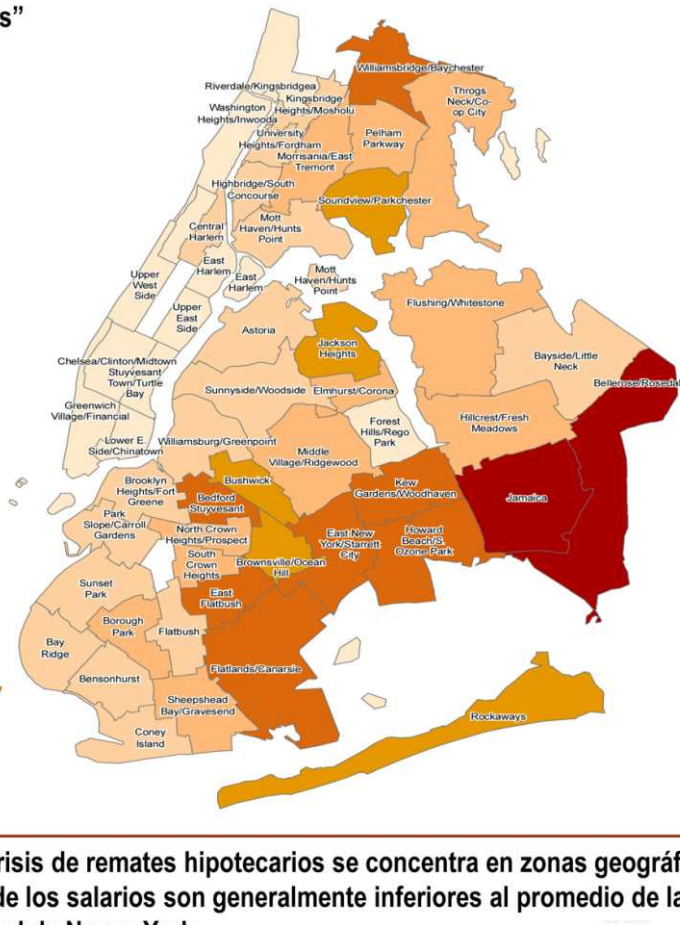 s”
Williamsbridge/Baychester
Riverdale/Kingsbridgea
Throgs
Neck/Co-
op City
Kingsbridge
Heights/Mosholu
Washington
Heights/Inwooda
University
Heights/Fordham
Pelham
Parkway
Morrisania/East
Tremont
Highbridge/South
Concourse
Soundview/Parkchester
Mott
Haven/Hunts
Point
Central
Harlem
East
Harlem
East
Harlem
Mott
Haven/Hunts
Point
Upper
West
Side
Upper
East
Side
Flushing/Whitestone
Astoria
Jackson
Heights
Bayside/Little
Neck
Chelsea/Clinton/Midtown
Stuyvesant
Town/Turtle
Bay
Bellerose/Rosedal
Sunnyside/Woodside
Elmhurst/Corona
Greenwich
Village/Financial
Forest
Hills/Rego
Park
Hillcrest/Fresh
Meadows
Lower E.
Side/Chinatown
Williamsburg/Greenpoint
Middle
Village/Ridgewood
Brooklyn
Heights/Fort
Greene
Bushwick
Kew
Gardens/Woodhaven
Bedford
Stuyvesant
Jamaica
Park
Slope/Carroll
Gardens
North Crown
Heights/Prospect
East New
York/Starrett
City
Howard
Beach/S.
Ozone Park
South
Crown
Heights
Brownsville/Ocean
Hill
Sunset
Park
East
Flatbush
Borough
Park
Flatbush
Bay
Ridge
Flatlands/Canarsie
Bensonhurst
Sheepshead
Bay/Gravesend
Rockaways
Coney
Island
risis de remates hipotecarios se concentra en zonas geográf
de los salarios son generalmente inferiores al promedio de la